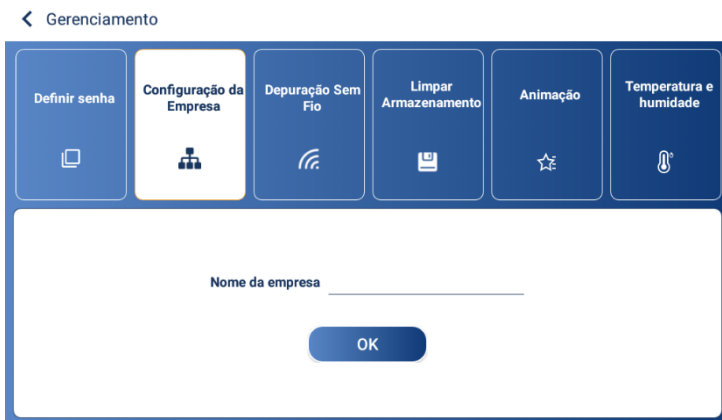 Gerenciamento
Definir senha
Configuração da
Empresa
Depuração Sem
Fio
Limpar
Armazenamento
Animação
Temperatura e
humidade
Nome da empresa
OK